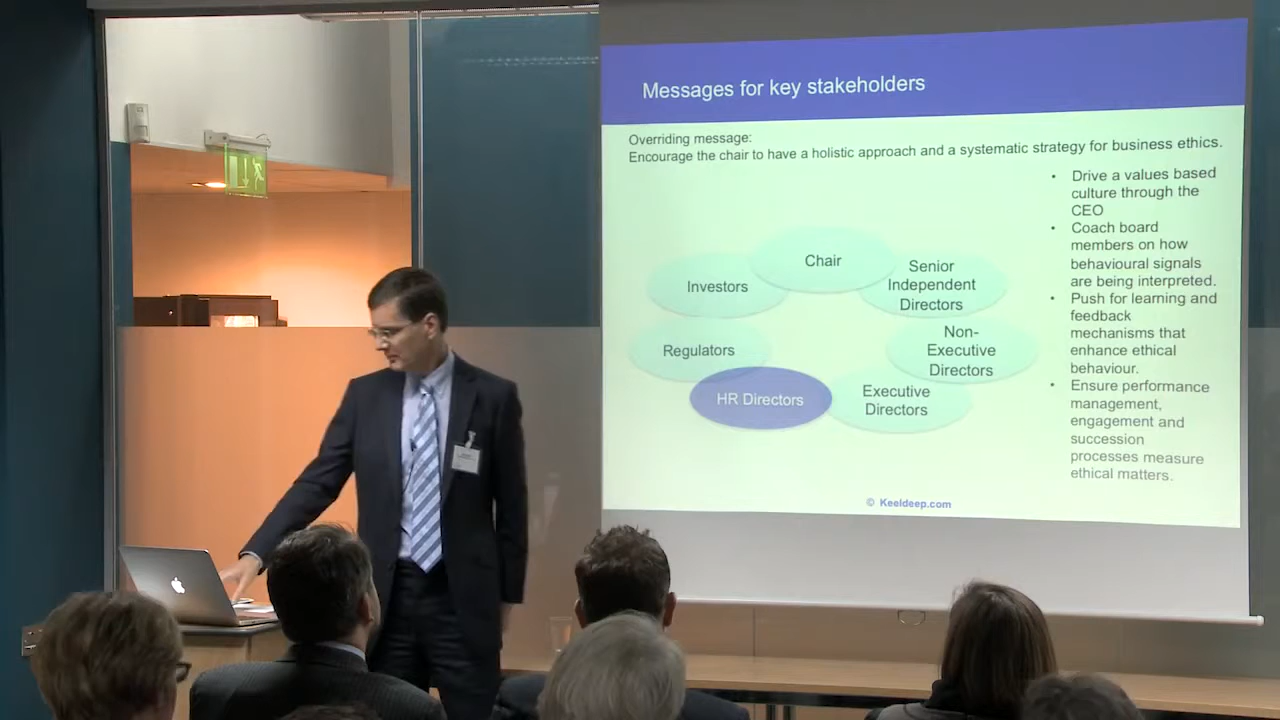 Messages for key stakeholders
Overriding message:
Encourage the chair to have a holistic approach and a systematic strategy for business ethics.
Chair
Investors
Senior
Independent
Directors
Regulators
Non-
Executive
Directors
HR Directors
Executive
Directors
• Drive a values based
culture through the
CEO
• Coach board
members on how
behavioural signals
are being interpreted.
• Push for learning and
feedback
mechanisms that
enhance ethical
behaviour.
• Ensure performance
management,
engagement and
succession
processes measure
ethical matters.
© Keeldeep.com